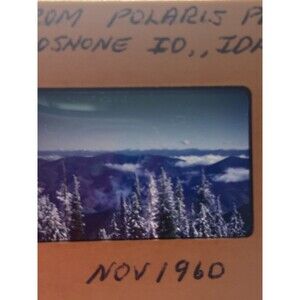 ROM POLARIS P
OSNONE ID,, IDA
NOV 1960